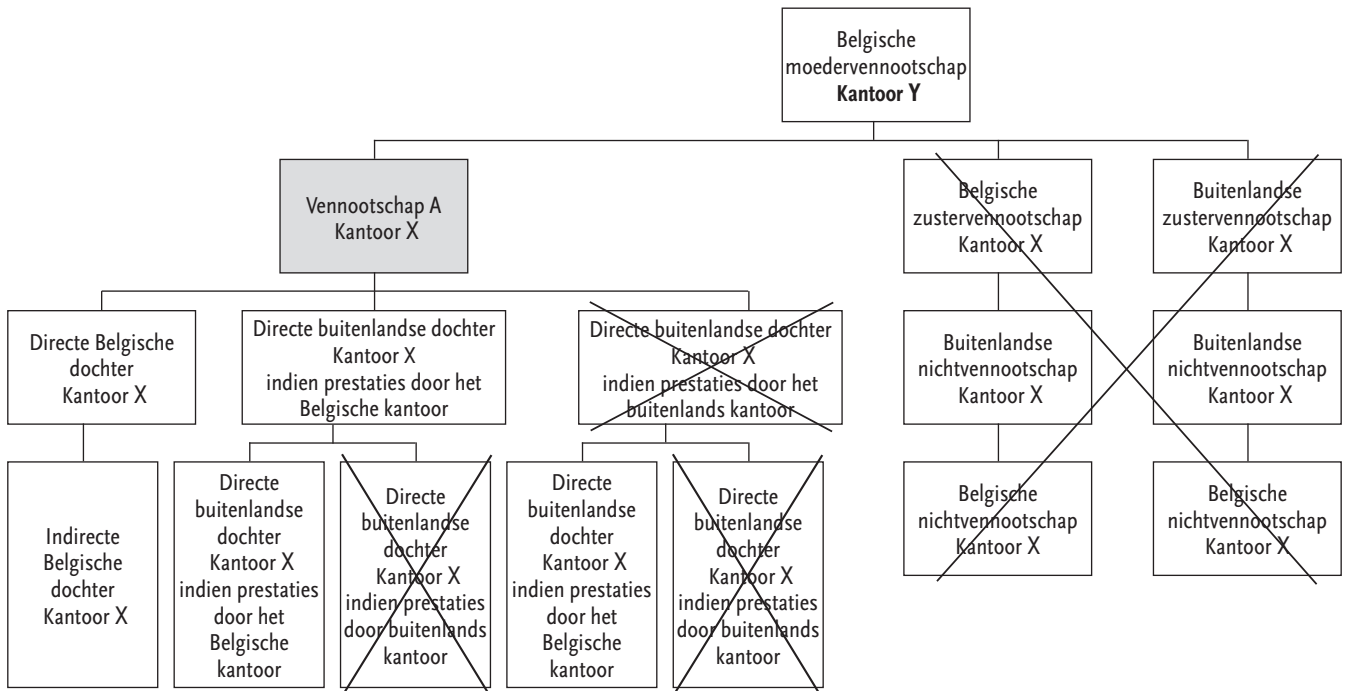 Belgische
moedervennootschap
Kantoor Y
Vennootschap A
Kantoor X
Belgische
zustervennootschap
Kantoor X
Buitenlandse
zustervennootschap
Kantoor X
Directe Belgische
dochter
Kantoor X
Directe buitenlandse dochter
Kantoor X
indien prestaties door het
Belgische kantoor
Directe buitenlandse dochter
Kantoor X
indien prestaties door het
buitenlands kantoor
Buitenlandse
nichtvennootschap
Kantoor X
Buitenlandse
nichtvennootschap
Kantoor X
Indirecte
Belgische
dochter
Kantoor X
Directe
buitenlandse
dochter
Kantoor X
indien prestaties
door het
Belgische
kantoor
Directe
buitenlandse
dochter
Kantoor X
indien prestaties
door buitenlands
kantoor
Directe
buitenlandse
dochter
Kantoor X
indien prestaties
door het
Belgische
kantoor
Directe
buitenlandse
dochter
Kantoor X
indien prestaties
door buitenlands
kantoor
Belgische
nichtvennootschap
Kantoor X
Belgische
nichtvennootschap
Kantoor X